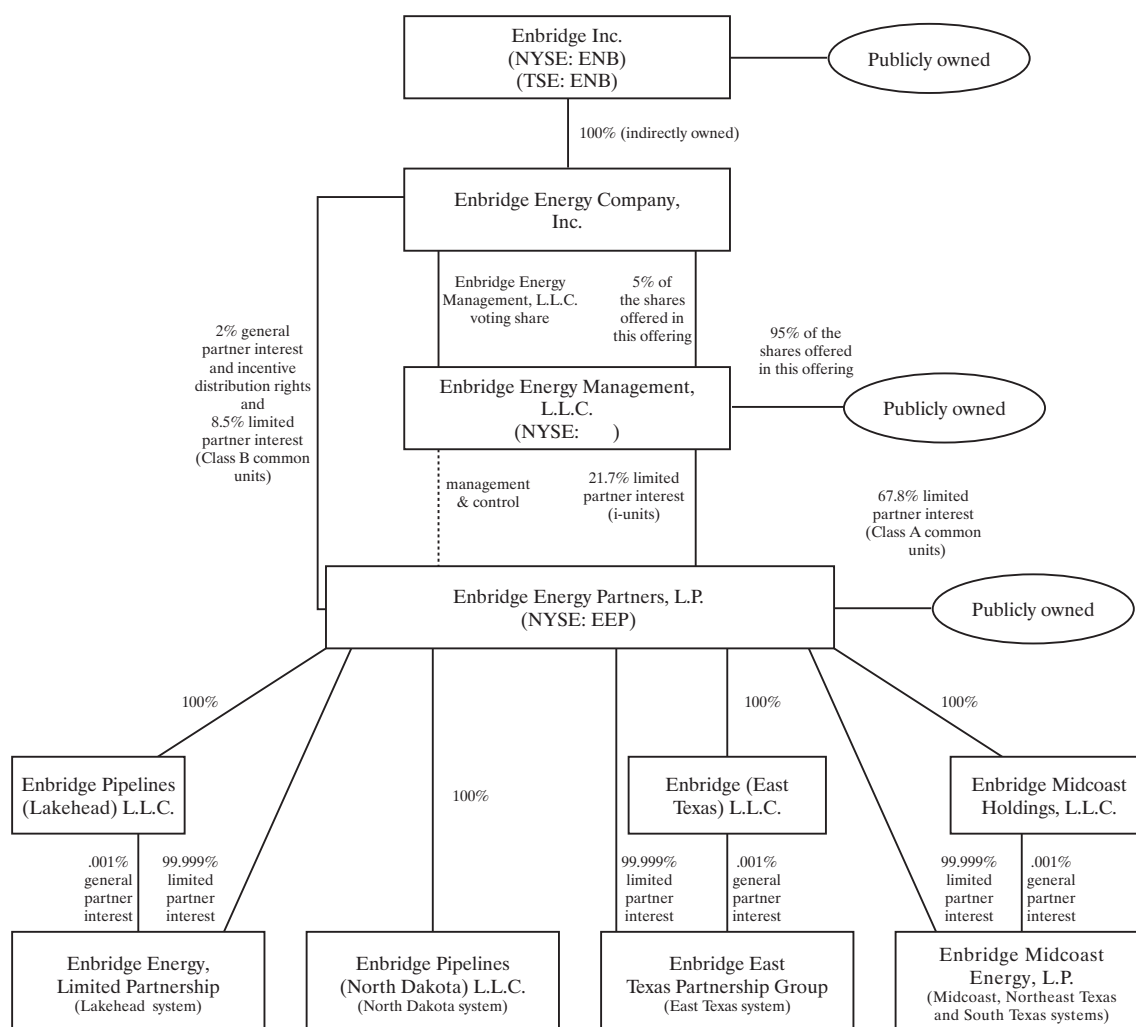 Enbridge Inc.
(NYSE: ENB)
(TSE: ENB)
Publicly owned
100% (indirectly owned)
Enbridge Energy Company,
Inc.
Enbridge Energy
Management, L.L.C.
voting share
5% of
the shares
offered in
this offering
2% general
partner interest
and incentive
distribution rights
and
8.5% limited
partner interest
(Class B common
units)
95% of the
shares offered
in this offering
Enbridge Energy Management,
L.L.C.
(NYSE: )
Publicly owned
management
& control
21.7% limited
partner interest
(i-units)
67.8% limited
partner interest
(Class A common
units)
Enbridge Energy Partners, L.P.
(NYSE: EEP)
Publicly owned
100%
100%
100%
100%
Enbridge Pipelines
(Lakehead) L.L.C.
Enbridge (East
Texas) L.L.C.
Enbridge Midcoast
Holdings, L.L.C.
.001%
general
partner
interest
99.999%
limited
partner
interest
99.999%
limited
partner
interest
.001%
general
partner
interest
99.999%
limited
partner
interest
.001%
general
partner
interest
Enbridge Energy,
Limited Partnership
(Lakehead system)
Enbridge Pipelines
(North Dakota) L.L.C.
(North Dakota system)
Enbridge East
Texas Partnership Group
(East Texas system)
Enbridge Midcoast
Energy, L.P.
(Midcoast, Northeast Texas
and South Texas systems)